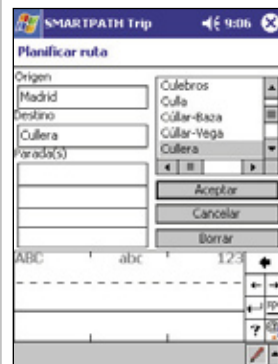 SMARTPATH Trip 9:06
Planificar ruta
Origen
Madrid
Destino
Cullera
Parada(s)
Culebros
Culla
Cúllar-Baza
Cúllar-Vega
Cullera
Aceptar
Cancelar
Borrar
ABC abc 123
?